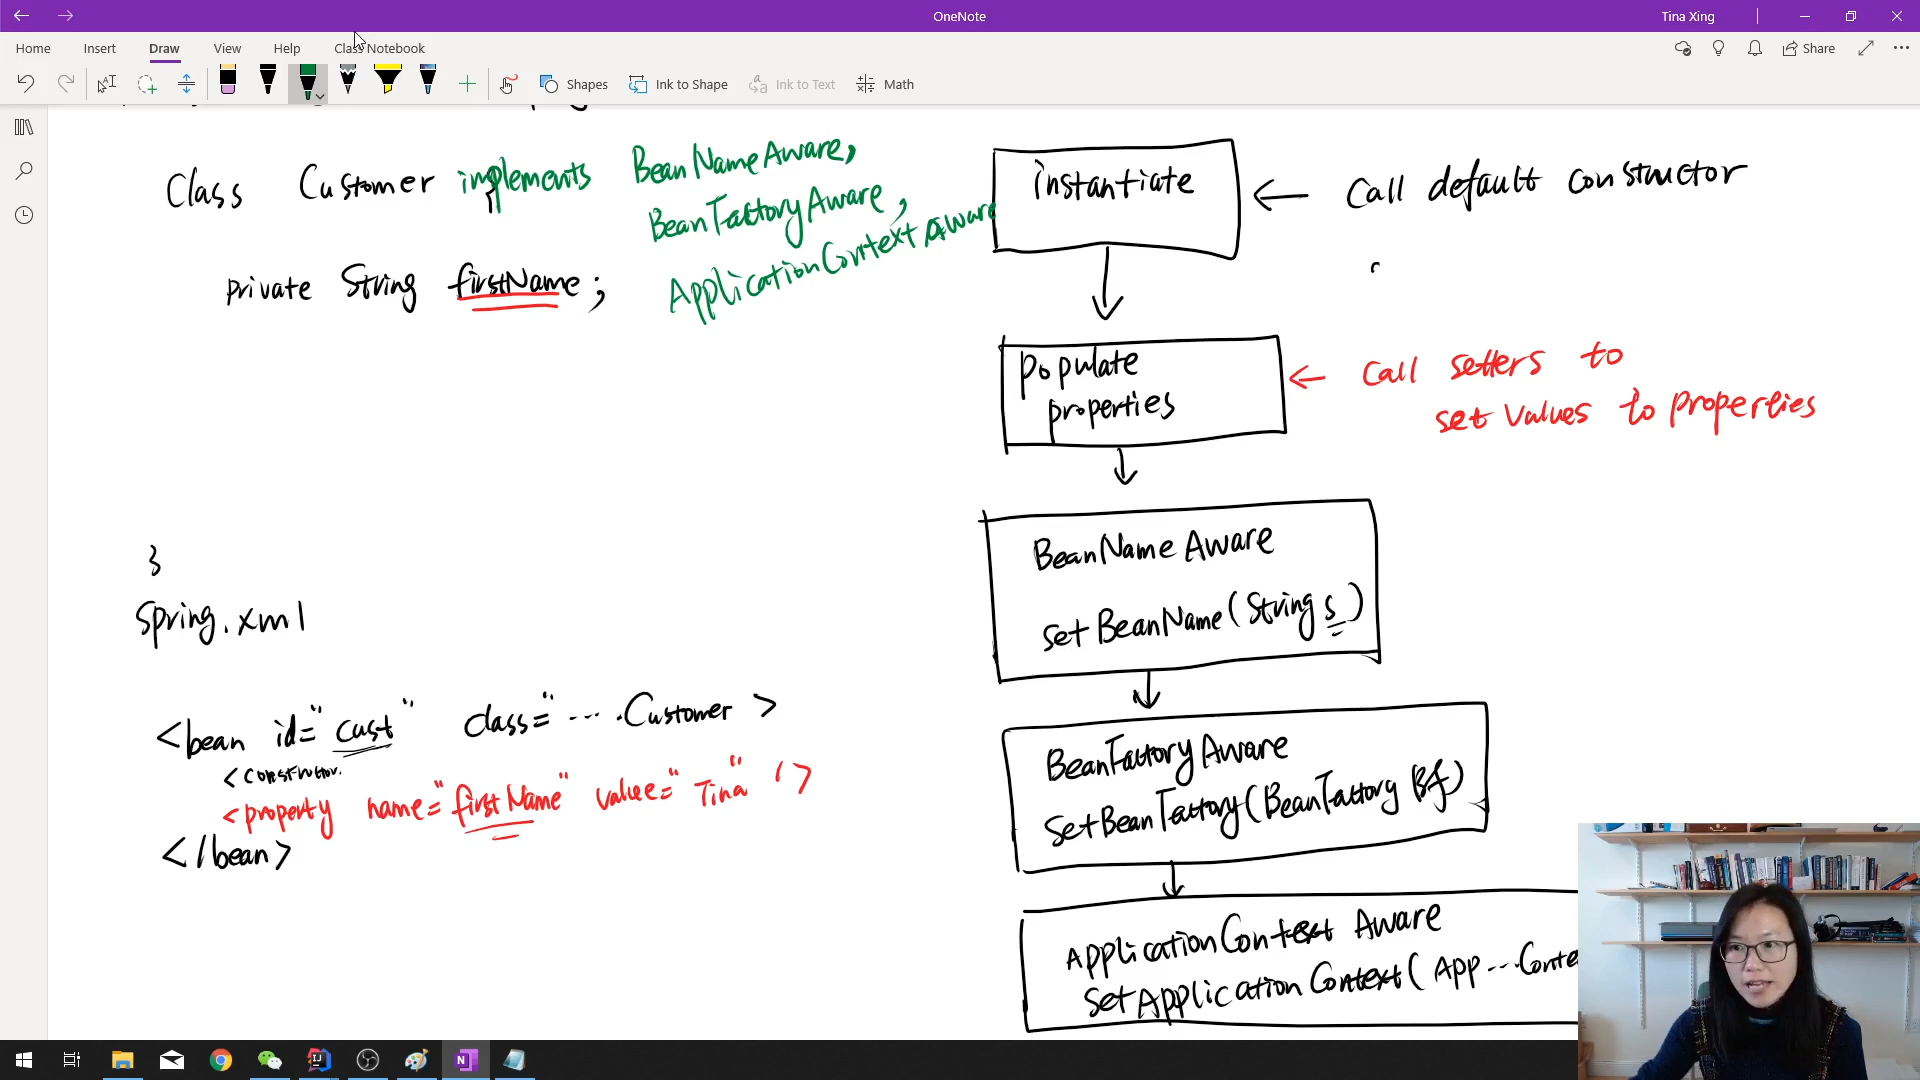 OneNote
Tina Xing
Home Insert Draw View Help Class Notebook
Share
Shapes Ink to Shape Ink to Text Math
Class Customer implements BeanNameAware,
{
BeanFactoryAware,
ApplicationContextAware
private String firstName;
}
Spring.xml
<bean id="cust" class="... .Customer >
<constructor.
<property name="firstName" value="Tina" />
</bean>
instantiate
← Call default constructor
populate
properties
← Call setters to
set values to properties
BeanNameAware
setBeanName(String s)
BeanFactoryAware
SetBeanFactory(BeanFactory Bf)
ApplicationContext Aware
SetApplicationContext( App...Conte